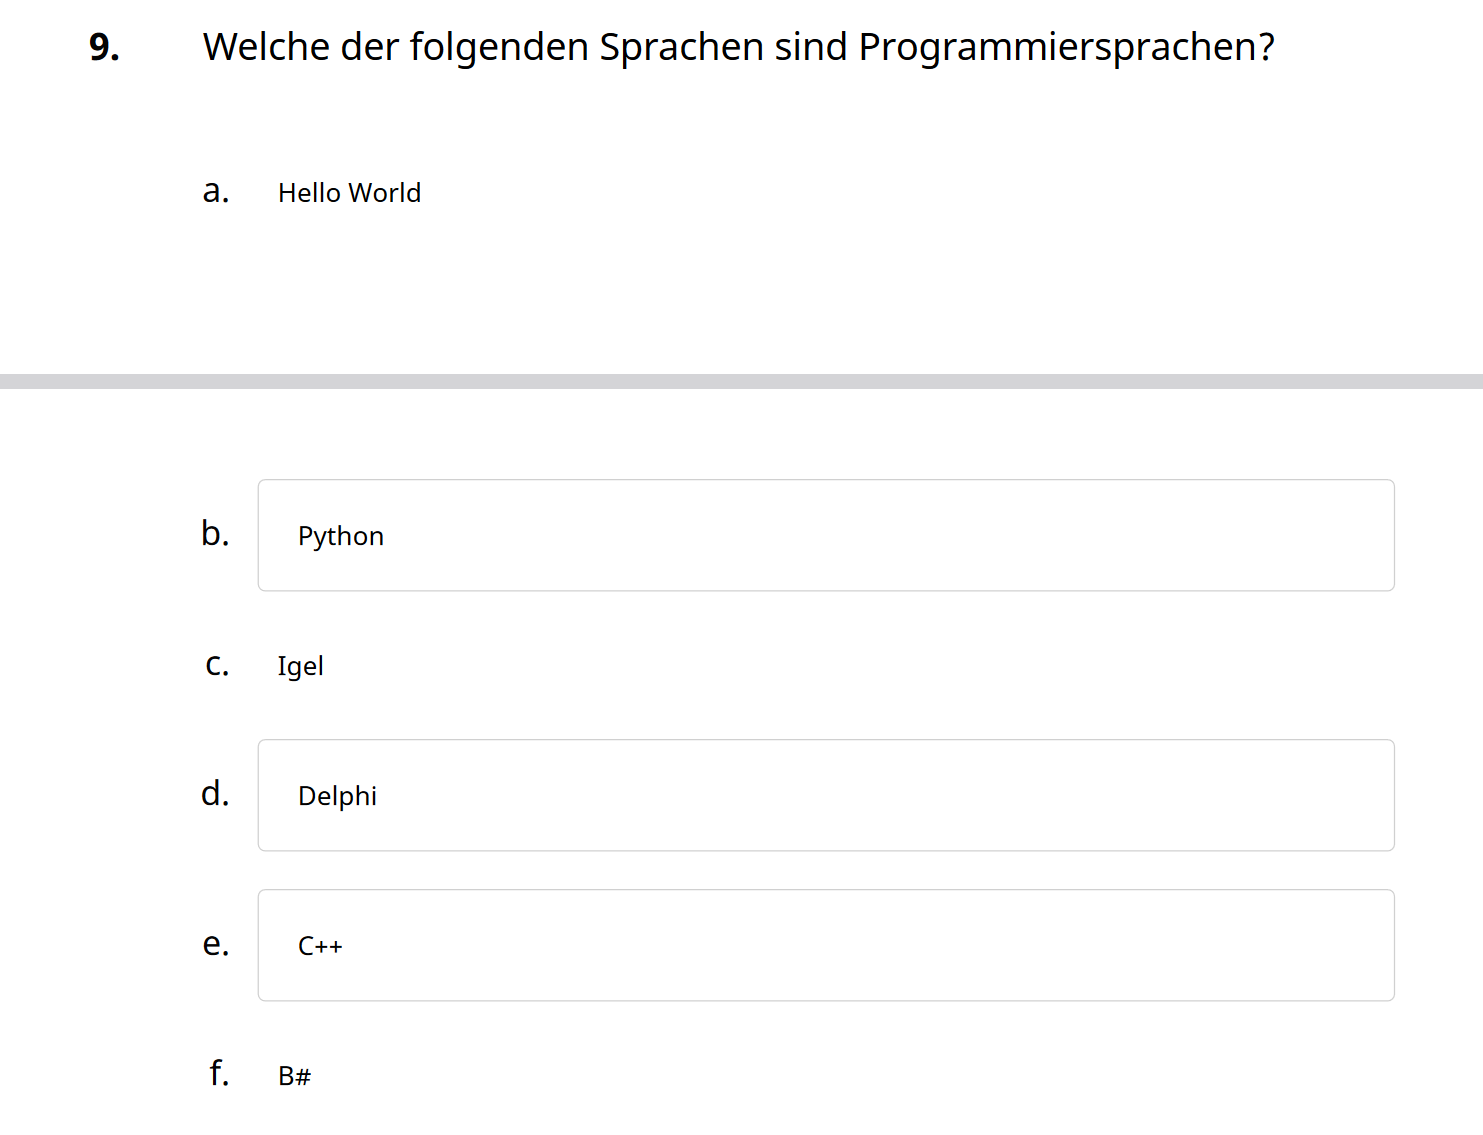 9. Welche der folgenden Sprachen sind Programmiersprachen?
a. Hello World
b. Python
c. Igel
d. Delphi
e. C++
f. B#